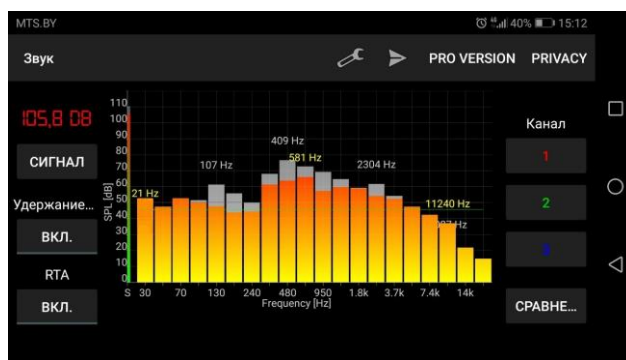 MTS.BY
40% 15:12
Звук
PRO VERSION PRIVACY
105,8 DB
СИГНАЛ
Удержание...
ВКЛ.
RTA
ВКЛ.
SPL [dB]
110
100
90
80
70
60
50
40
30
20
10
0
409 Hz
581 Hz
107 Hz
2304 Hz
21 Hz
11240 Hz
S 30 70 130 240 480 950 1.8k 3.7k 7.4k 14k
Frequency [Hz]
Канал
1
2
3
СРАВНЕ...